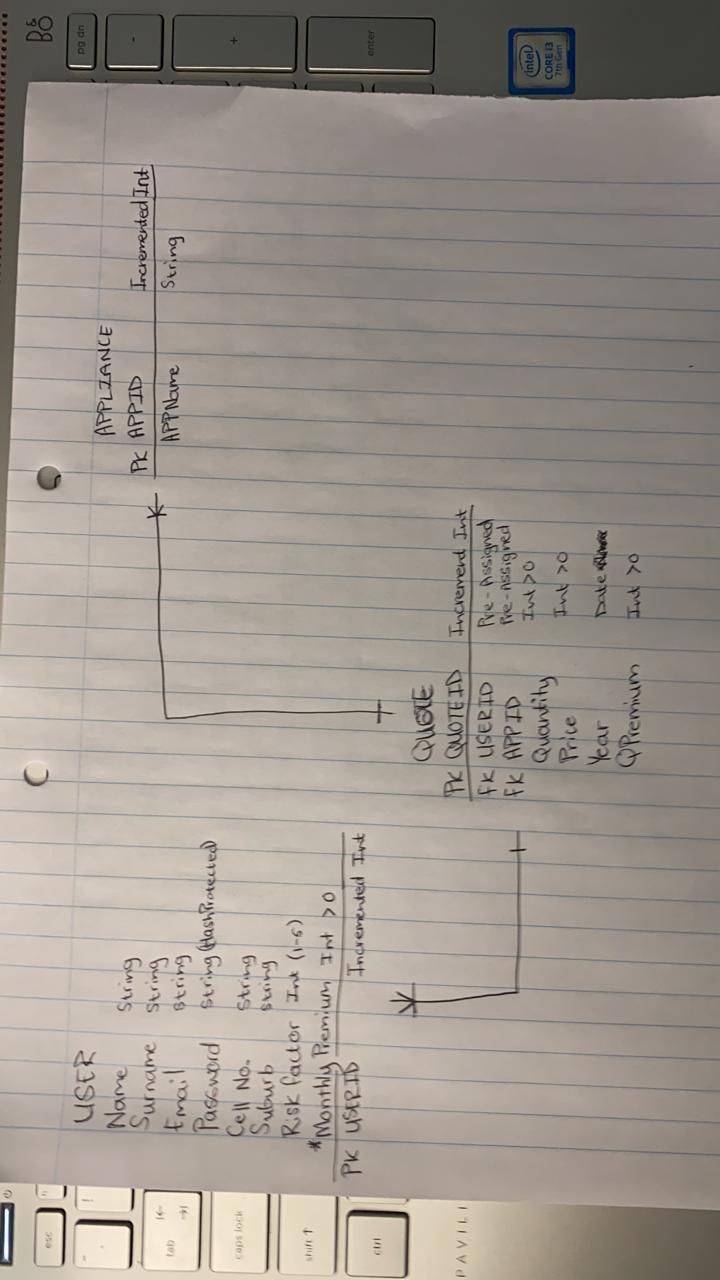 USER
Name String
Surname String
Email String
Password String (HashProtected)
Cell No. String
Suburb String
Risk factor Int (1-5)
*Monthly Premium Int >0
PK USERID Incremented Int
APPLIANCE
PK APPID Incremented Int
APPName String
QUOTE
PK QUOTEID Increment Int
fk USERID Pre-Assigned
fk APPID Pre-Assigned
Quantity Int >0
Price Int >0
Year Date
QPremium Int >0
esc
tab
caps lock
shift
ctrl
PAVILI
B&O
pg dn
-
+
enter
intel
CORE i3
7th Gen